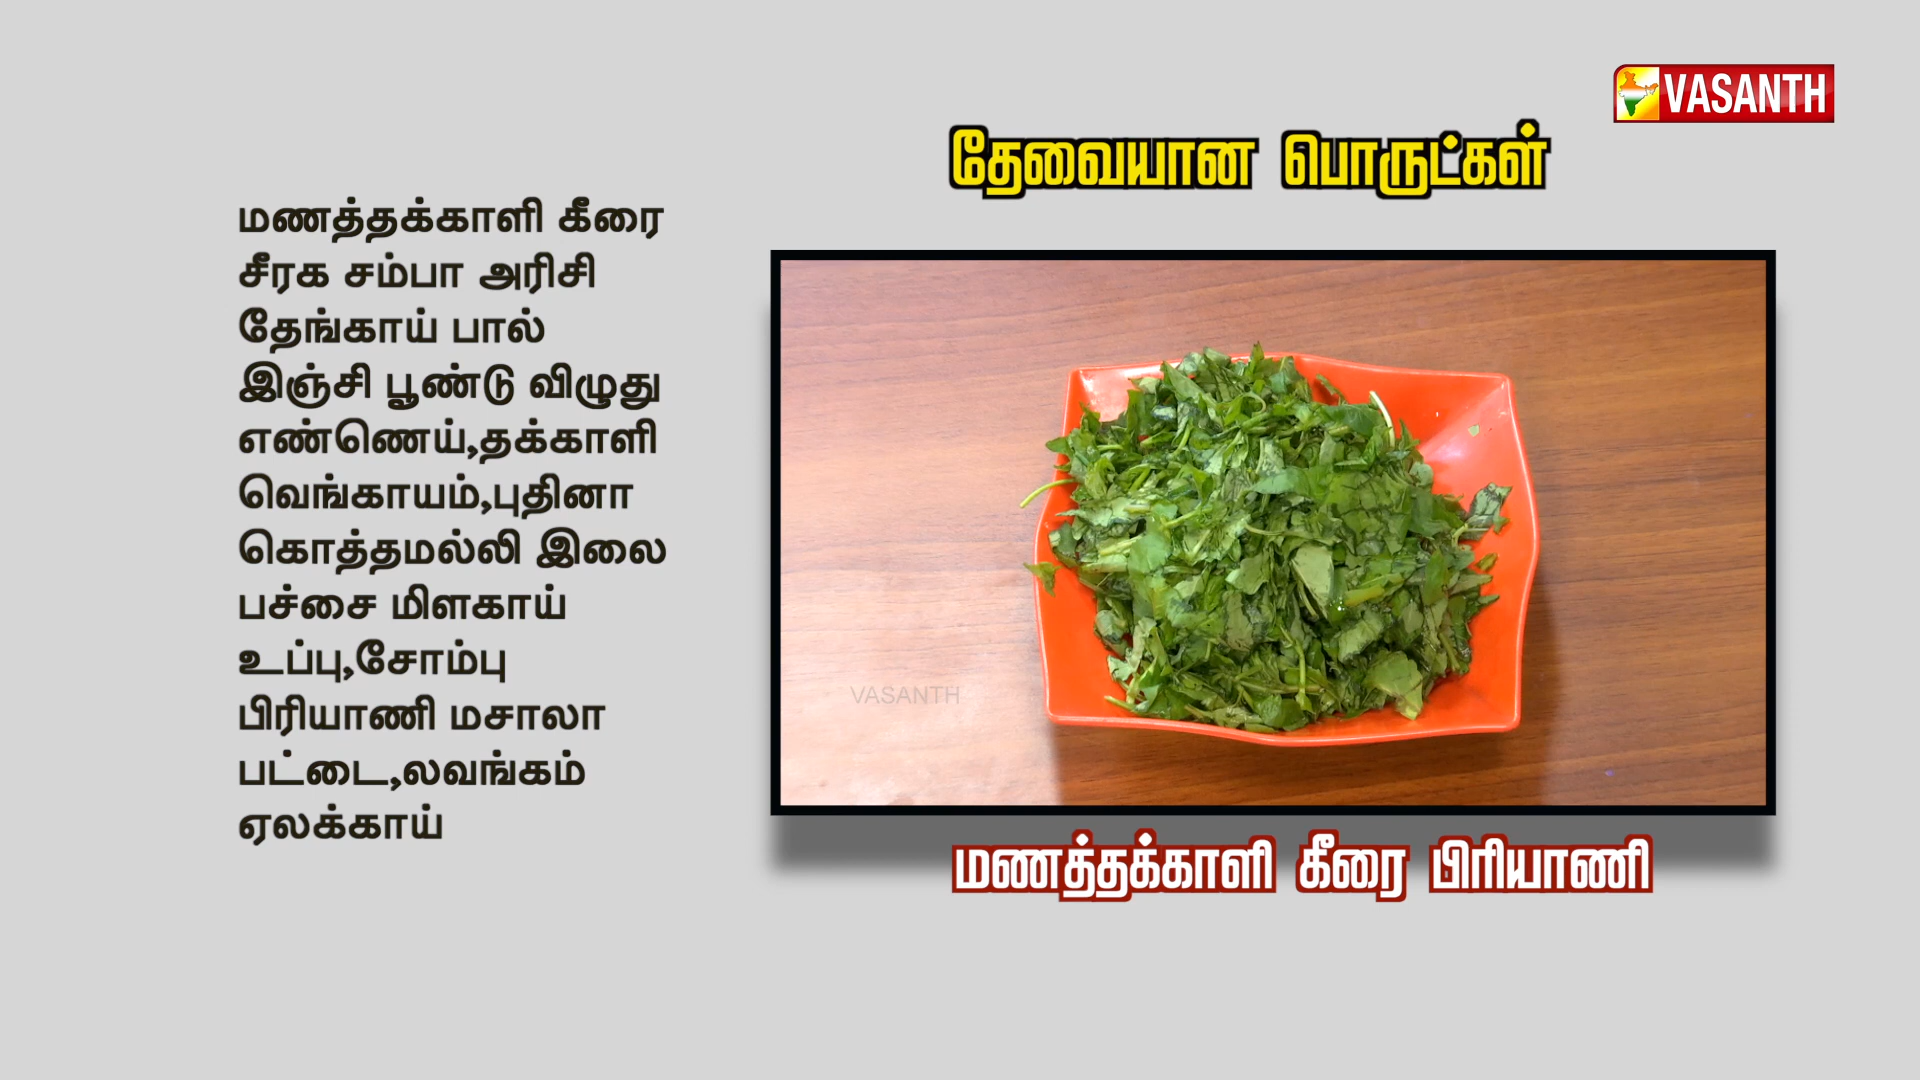 VASANTH
தேவையான பொருட்கள்
மணத்தக்காளி கீரை
சீரக சம்பா அரிசி
தேங்காய் பால்
இஞ்சி பூண்டு விழுது
எண்ணெய்,தக்காளி
வெங்காயம்,புதினா
கொத்தமல்லி இலை
பச்சை மிளகாய்
உப்பு,சோம்பு
பிரியாணி மசாலா
பட்டை,லவங்கம்
ஏலக்காய்
VASANTH
மணத்தக்காளி கீரை பிரியாணி